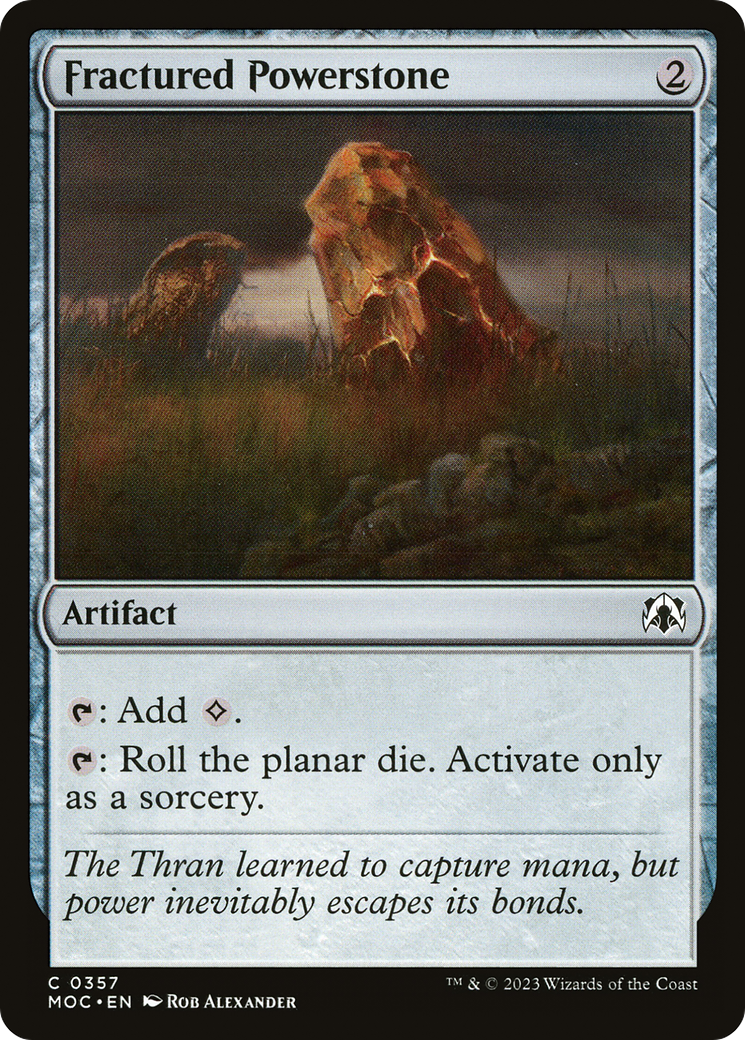 Fractured Powerstone 2
Artifact
: Add .
: Roll the planar die. Activate only
as a sorcery.
The Thran learned to capture mana, but
power inevitably escapes its bonds.
C 0357
MOC • EN Rob Alexander
™ & © 2023 Wizards of the Coast